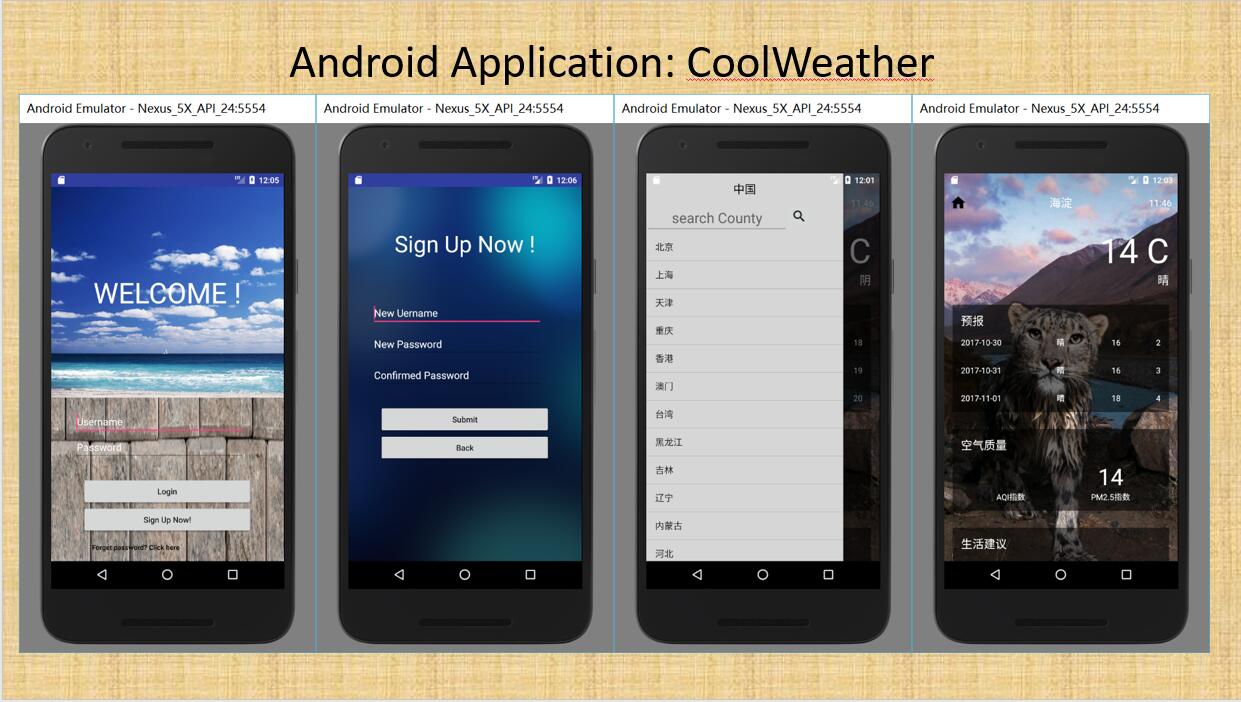 Android Application: CoolWeather
Android Emulator - Nexus_5X_API_24:5554
12:05
WELCOME !
Username
Password
Login
Sign Up Now!
Forget password? Click here
Android Emulator - Nexus_5X_API_24:5554
12:06
Sign Up Now !
New Uername
New Password
Confirmed Password
Submit
Back
Android Emulator - Nexus_5X_API_24:5554
12:01
中国
11:46
search County
C
阴
北京
上海
天津
重庆
18
香港
19
澳门
20
台湾
黑龙江
吉林
辽宁
内蒙古
河北
Android Emulator - Nexus_5X_API_24:5554
12:03
海淀 11:46
14 C
晴
预报
2017-10-30 晴 16 2
2017-10-31 晴 16 3
2017-11-01 晴 18 4
空气质量
14
AQI指数 PM2.5指数
生活建议